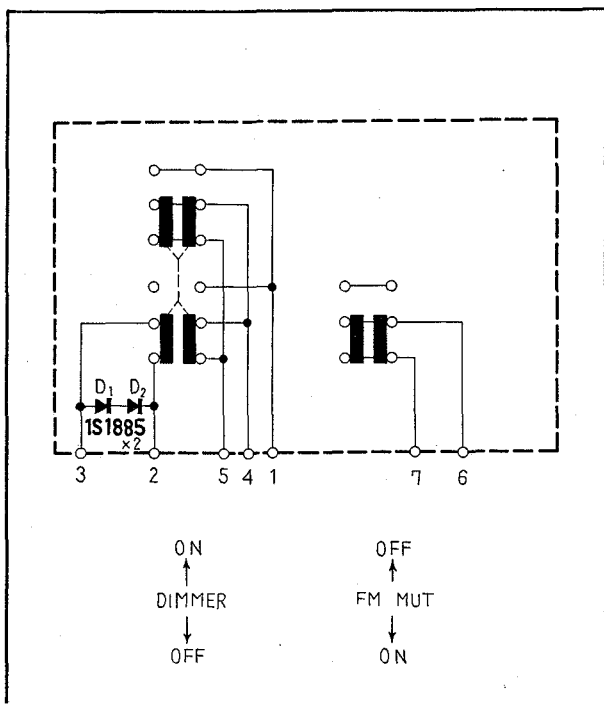 D1 D2
1S1885
×2
3 2 5 4 1 7 6
ON OFF
DIMMER FM MUT
OFF ON